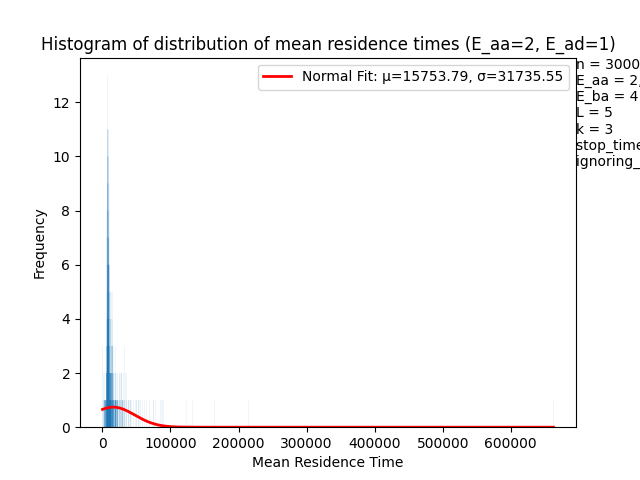 Histogram of distribution of mean residence times (E_aa=2, E_ad=1)
Normal Fit: μ=15753.79, σ=31735.55
n = 3000
E_aa = 2,
E_ba = 4
L = 5
k = 3
stop_time
ignoring_
Frequency
12
10
8
6
4
2
0
0 100000 200000 300000 400000 500000 600000
Mean Residence Time